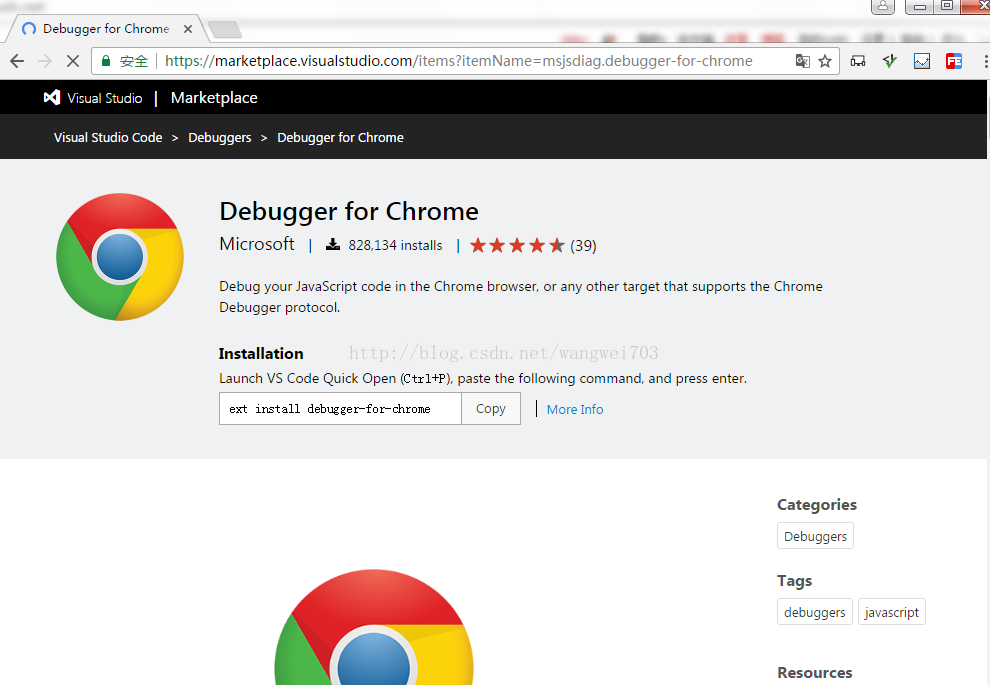 Debugger for Chrome
安全 https://marketplace.visualstudio.com/items?itemName=msjsdiag.debugger-for-chrome
Visual Studio | Marketplace
Visual Studio Code > Debuggers > Debugger for Chrome
Debugger for Chrome
Microsoft | 828,134 installs | (39)
Debug your JavaScript code in the Chrome browser, or any other target that supports the Chrome
Debugger protocol.
Installation
http://blog.csdn.net/wangwei703
Launch VS Code Quick Open (Ctrl+P), paste the following command, and press enter.
ext install debugger-for-chrome Copy | More Info
Categories
Debuggers
Tags
debuggers javascript
Resources